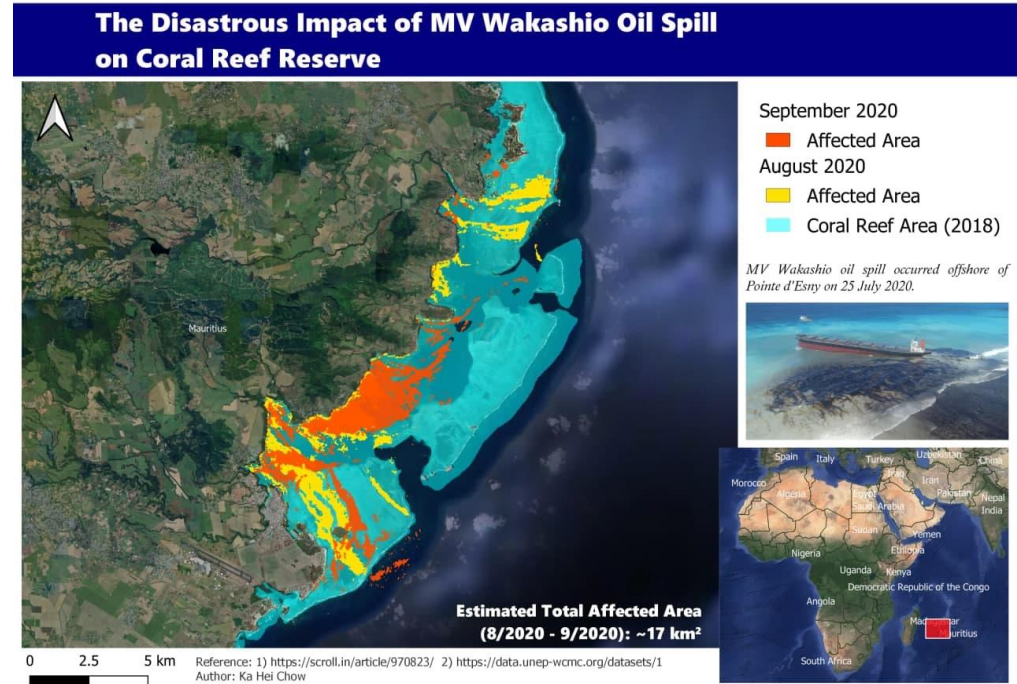 The Disastrous Impact of MV Wakashio Oil Spill
on Coral Reef Reserve
Mauritius
Estimated Total Affected Area
(8/2020 - 9/2020): ~17 km²
September 2020
Affected Area
August 2020
Affected Area
Coral Reef Area (2018)
MV Wakashio oil spill occurred offshore of
Pointe d'Esny on 25 July 2020.
Spain
Italy
Turkey
Uzbekistan
China
Morocco
Iran
Algeria
Egypt
Pakistan
Nepal
Saudi Arabia
India
Sudan
Yemen
Nigeria
Ethiopia
Uganda
Kenya
Democratic Republic of the Congo
Angola
Mauritius
South Africa
0 2.5 5 km
Reference: 1) https://scroll.in/article/970823/ 2) https://data.unep-wcmc.org/datasets/1
Author: Ka Hei Chow